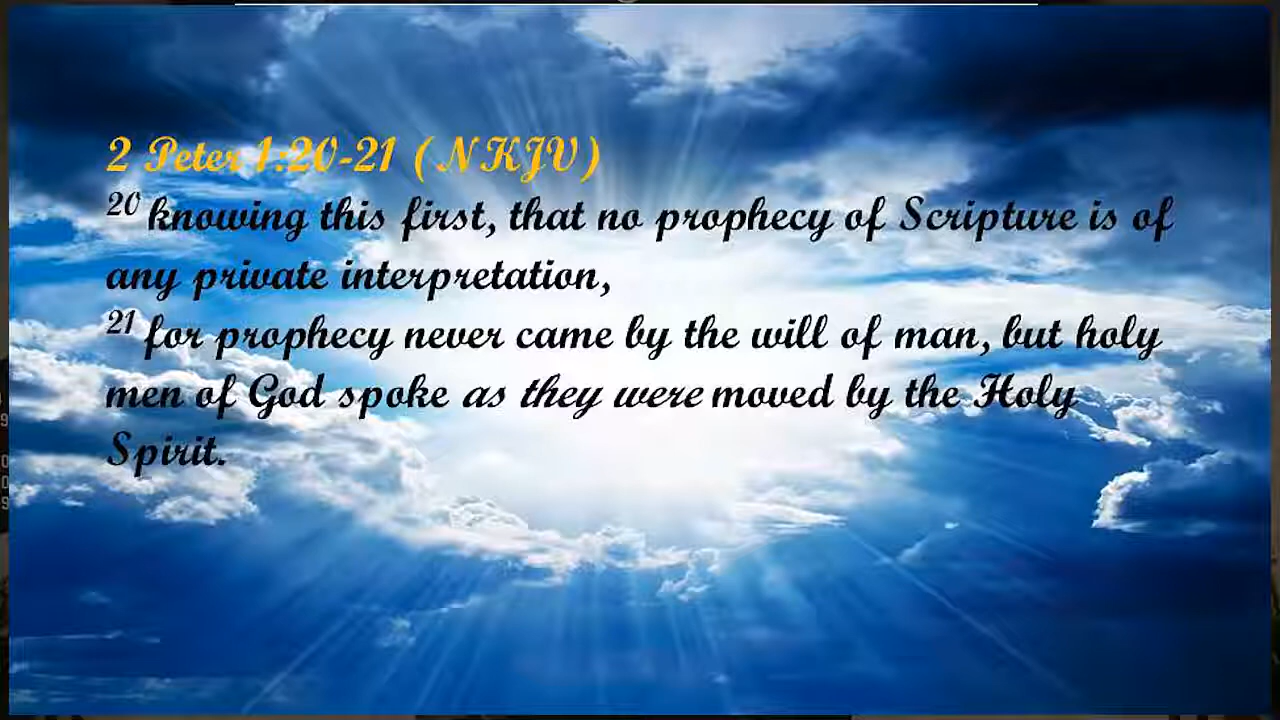 2 Peter 1:20-21 (NKJV)
20 knowing this first, that no prophecy of Scripture is of
any private interpretation,
21 for prophecy never came by the will of man, but holy
men of God spoke as they were moved by the Holy
Spirit.